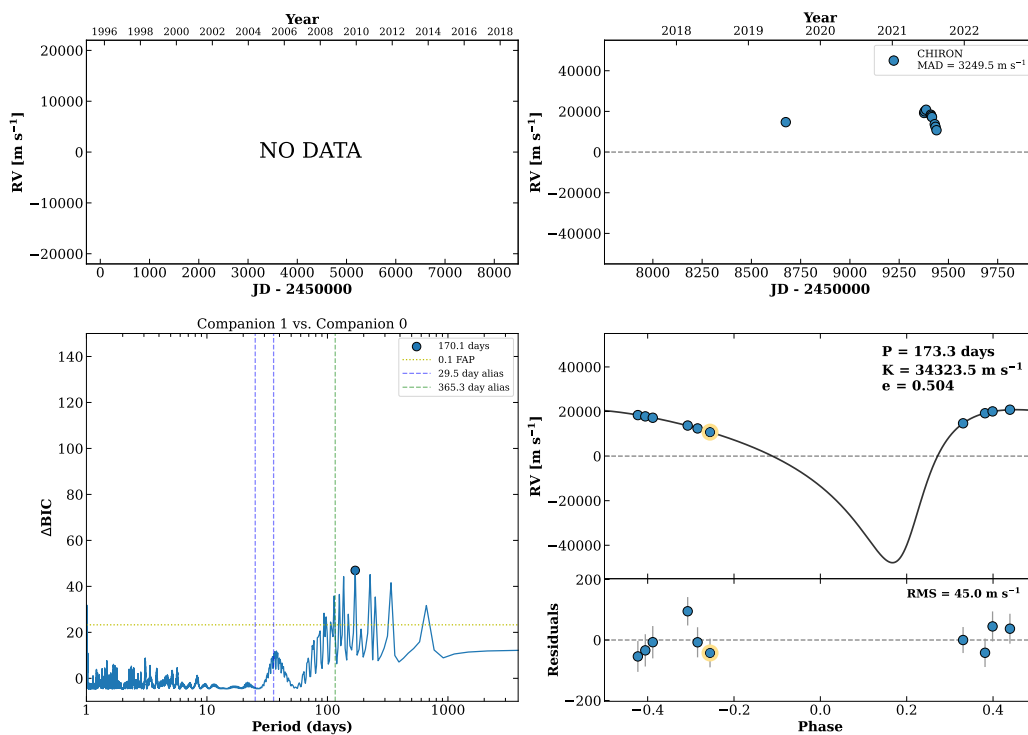 Year
1996 1998 2000 2002 2004 2006 2008 2010 2012 2014 2016 2018
20000
10000
0
−10000
−20000
RV [m s⁻¹]
NO DATA
0 1000 2000 3000 4000 5000 6000 7000 8000
JD - 2450000
Year
2018 2019 2020 2021 2022
40000
20000
0
−20000
−40000
RV [m s⁻¹]
CHIRON
MAD = 3249.5 m s⁻¹
8000 8250 8500 8750 9000 9250 9500 9750
JD - 2450000
Companion 1 vs. Companion 0
140
120
100
80
60
40
20
0
ΔBIC
170.1 days
0.1 FAP
29.5 day alias
365.3 day alias
1 10 100 1000
Period (days)
40000
20000
0
−20000
−40000
RV [m s⁻¹]
P = 173.3 days
K = 34323.5 m s⁻¹
e = 0.504
200
0
−200
Residuals
RMS = 45.0 m s⁻¹
−0.4 −0.2 0.0 0.2 0.4
Phase